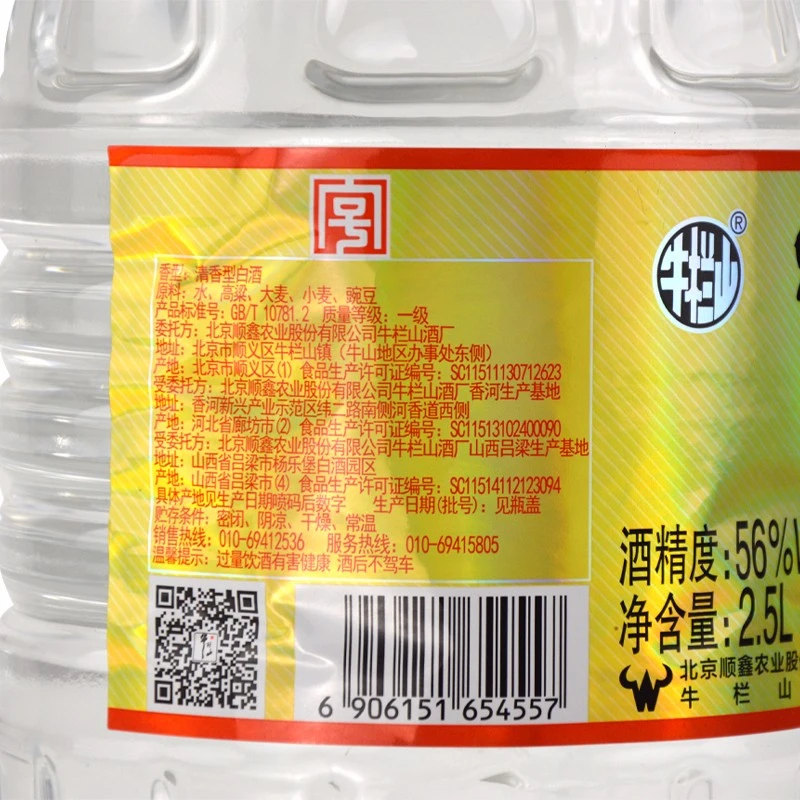 牛栏山®
香型：清香型白酒
原料：水、高粱、大麦、小麦、豌豆
产品标准号：GB/T 10781.2 质量等级：一级
委托方：北京顺鑫农业股份有限公司牛栏山酒厂
地址：北京市顺义区牛栏山镇（牛山地区办事处东侧）
产地：北京市顺义区(1) 食品生产许可证编号：SC11511130712623
受委托方：北京顺鑫农业股份有限公司牛栏山酒厂香河生产基地
地址：香河新兴产业示范区纬二路南侧河香道西侧
产地：河北省廊坊市(2) 食品生产许可证编号：SC11513102400090
受委托方：北京顺鑫农业股份有限公司牛栏山酒厂山西吕梁生产基地
地址：山西省吕梁市杨乐堡白酒园区
产地：山西省吕梁市(4) 食品生产许可证编号：SC11514112123094
具体产地见生产日期喷码后数字 生产日期(批号)：见瓶盖
贮存条件：密闭、阴凉、干燥、常温
销售热线：010-69412536 服务热线：010-69415805
温馨提示：过量饮酒有害健康 酒后不驾车
6 906151 654557
酒精度：56%V
净含量：2.5L
北京顺鑫农业股
牛栏山